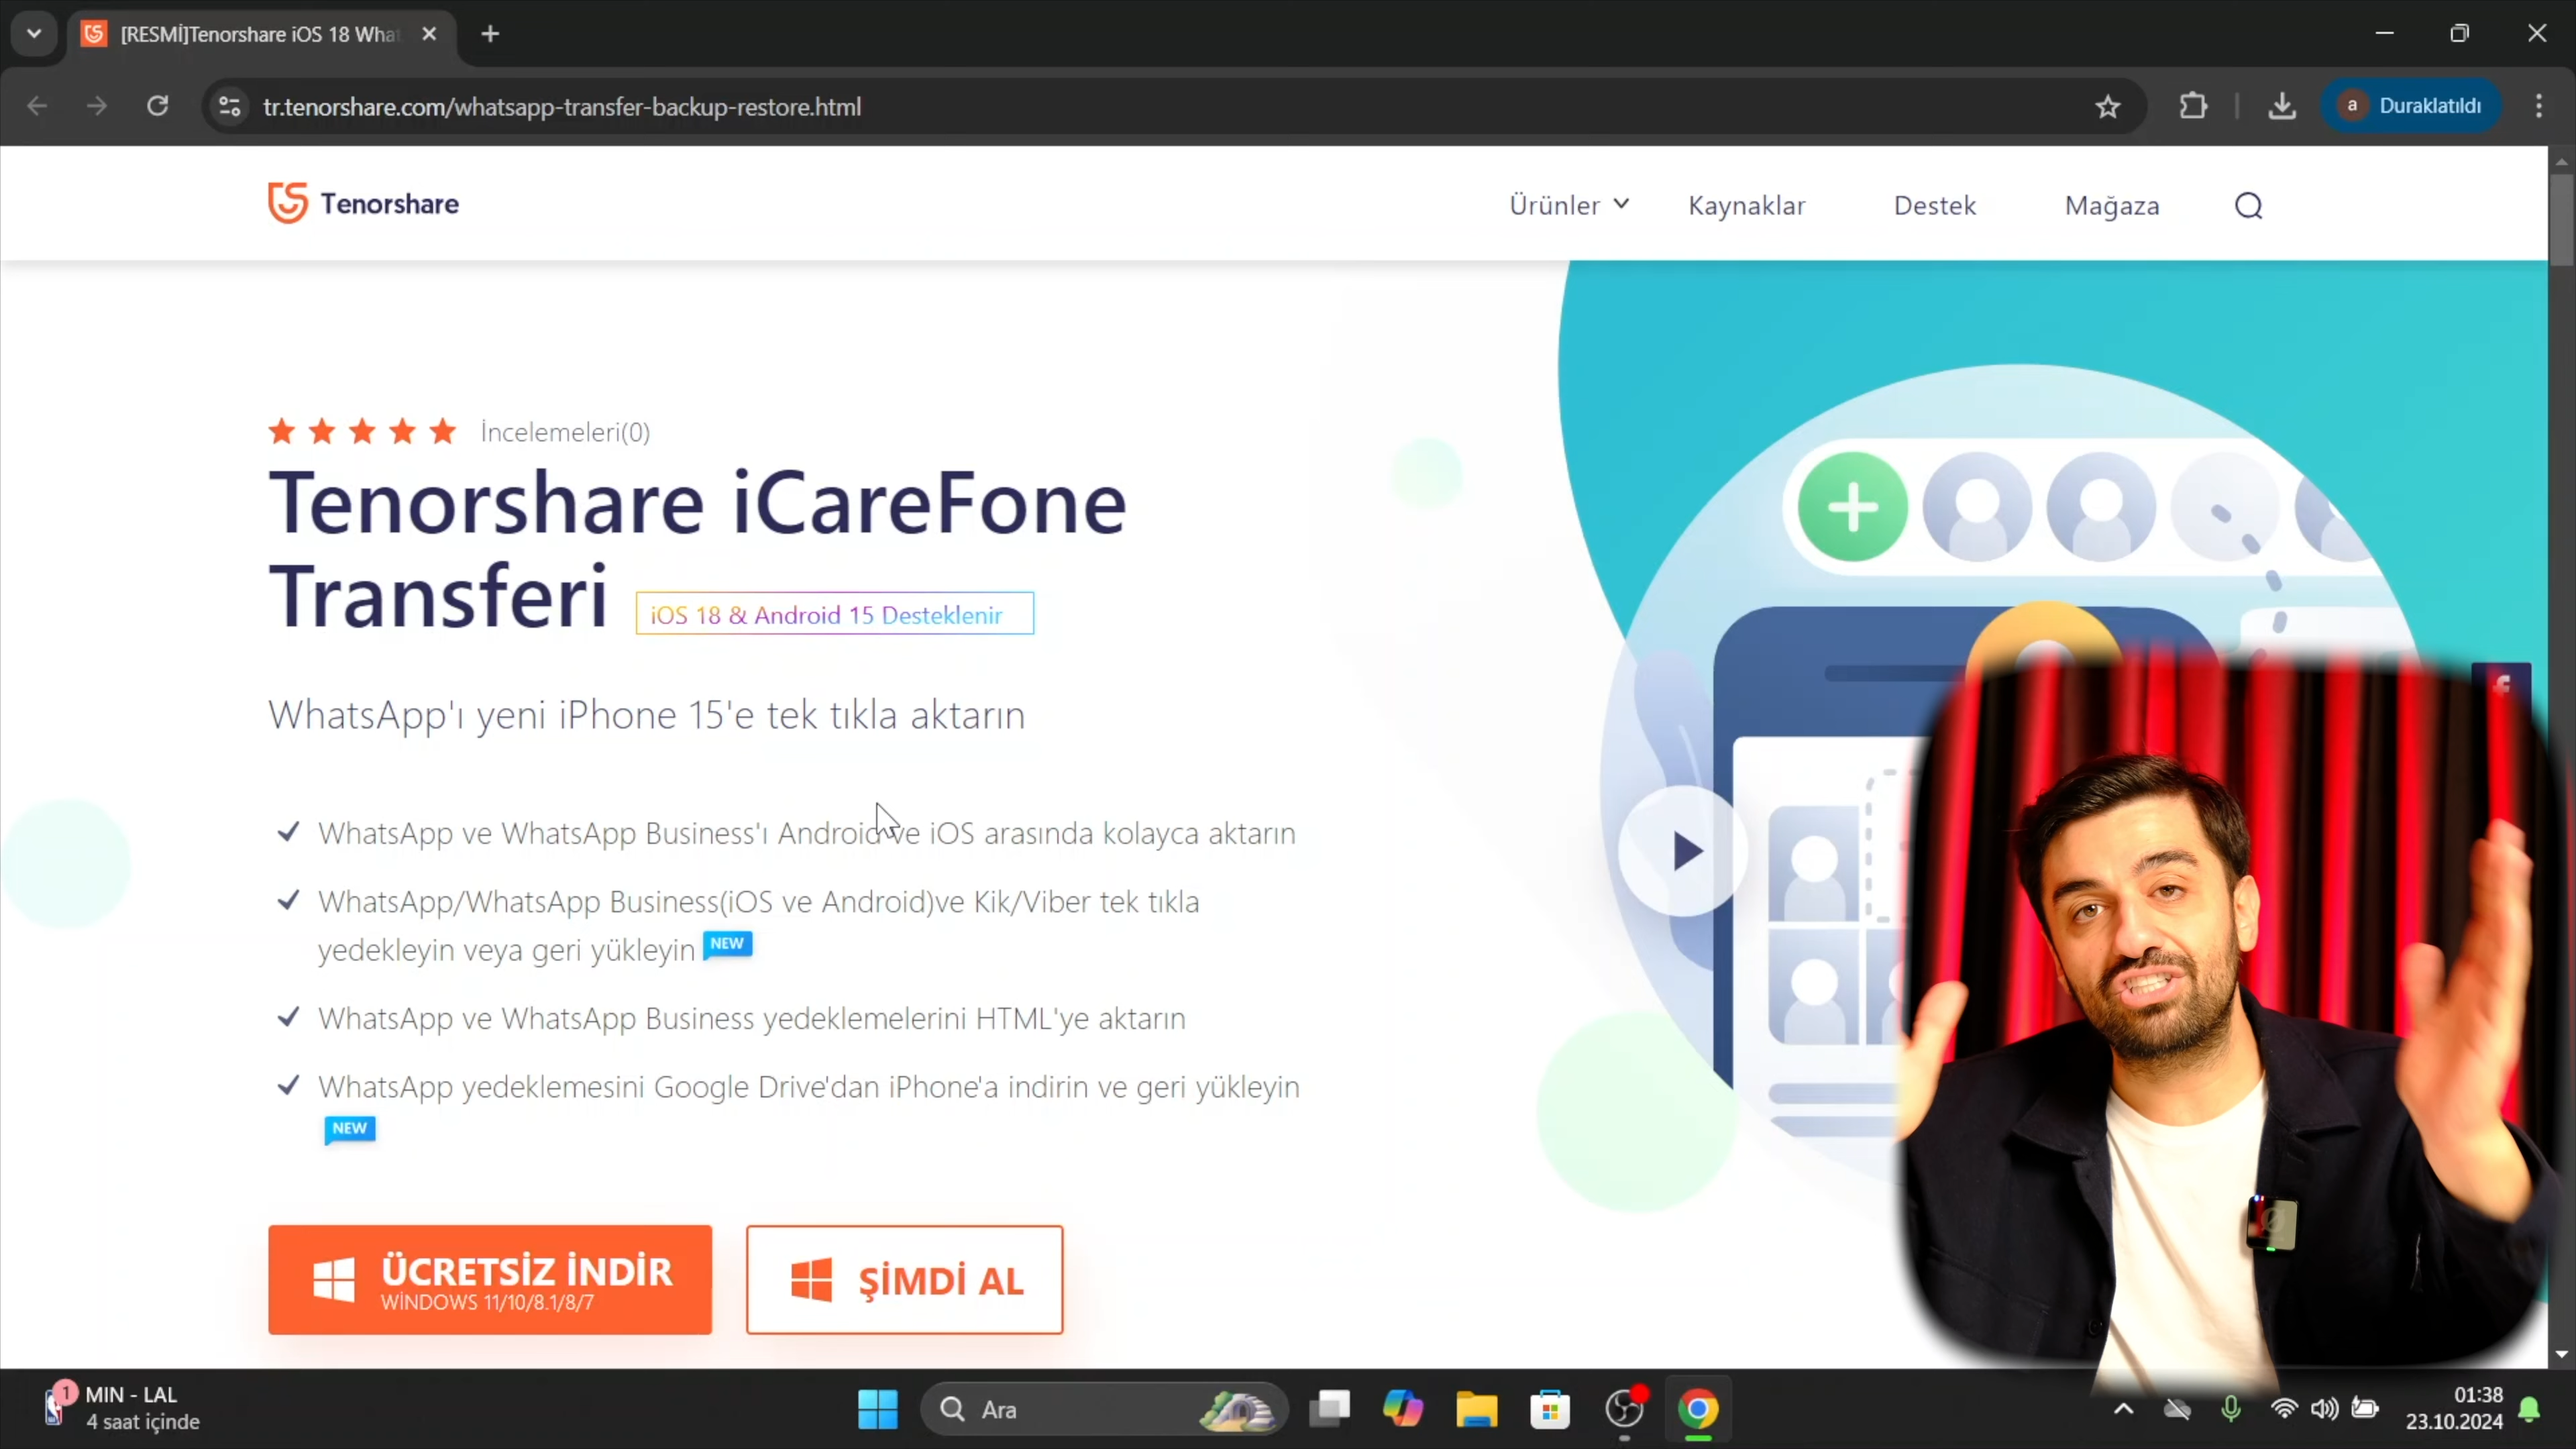 [RESMİ]Tenorshare iOS 18 Wha
tr.tenorshare.com/whatsapp-transfer-backup-restore.html
a Duraklatıldı
Tenorshare
Ürünler Kaynaklar Destek Mağaza
İncelemeleri(0)
Tenorshare iCareFone
Transferi iOS 18 & Android 15 Desteklenir
WhatsApp'ı yeni iPhone 15'e tek tıkla aktarın
WhatsApp ve WhatsApp Business'ı Android ve iOS arasında kolayca aktarın
WhatsApp/WhatsApp Business(iOS ve Android)ve Kik/Viber tek tıkla
yedekleyin veya geri yükleyin NEW
WhatsApp ve WhatsApp Business yedeklemelerini HTML'ye aktarın
WhatsApp yedeklemesini Google Drive'dan iPhone'a indirin ve geri yükleyin
NEW
ÜCRETSİZ İNDİR
WİNDOWS 11/10/8.1/8/7
ŞİMDİ AL
1 MIN - LAL
4 saat içinde
Ara
01:38
23.10.2024